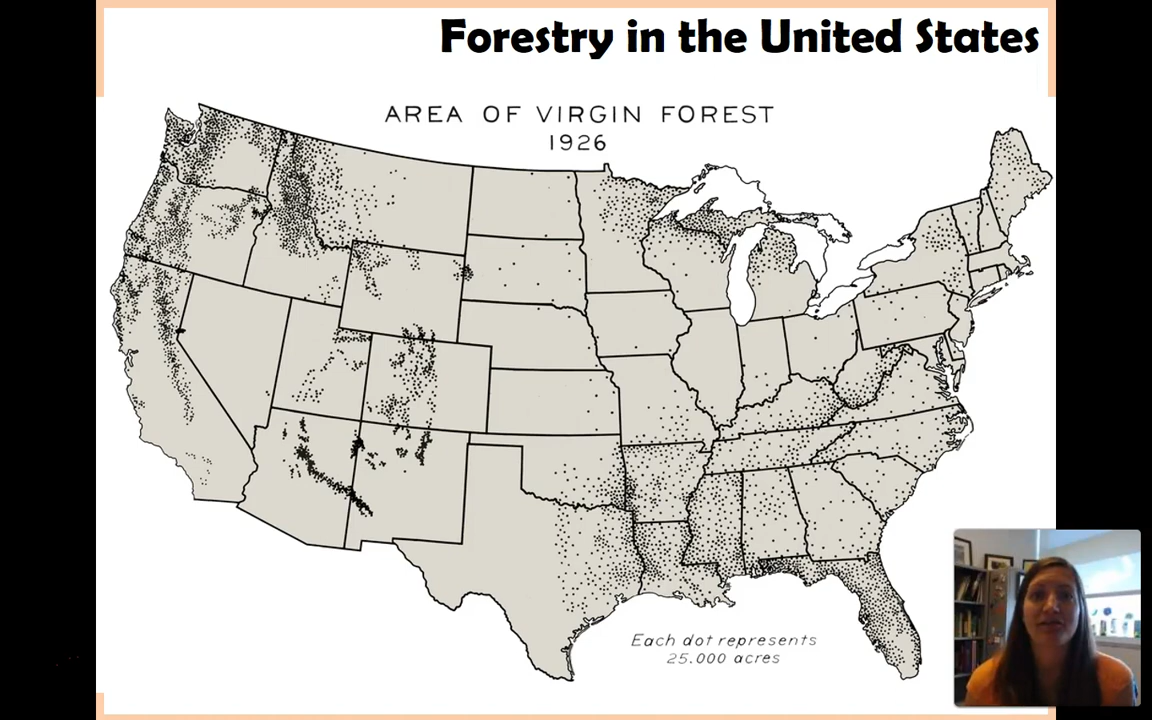 Forestry in the United States
AREA OF VIRGIN FOREST
1926
Each dot represents
25.000 acres